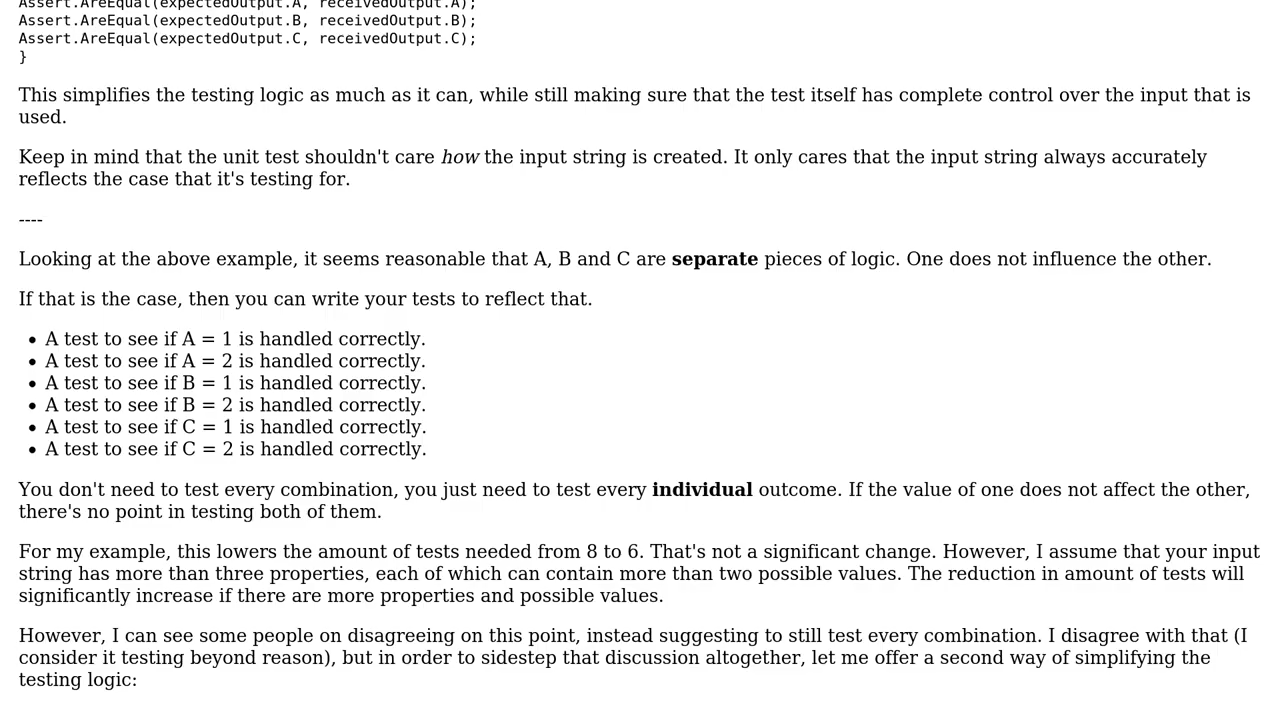 Assert.AreEqual(expectedOutput.A, receivedOutput.A);
Assert.AreEqual(expectedOutput.B, receivedOutput.B);
Assert.AreEqual(expectedOutput.C, receivedOutput.C);
}
This simplifies the testing logic as much as it can, while still making sure that the test itself has complete control over the input that is
used.
Keep in mind that the unit test shouldn't care how the input string is created. It only cares that the input string always accurately
reflects the case that it's testing for.
----
Looking at the above example, it seems reasonable that A, B and C are separate pieces of logic. One does not influence the other.
If that is the case, then you can write your tests to reflect that.
• A test to see if A = 1 is handled correctly.
• A test to see if A = 2 is handled correctly.
• A test to see if B = 1 is handled correctly.
• A test to see if B = 2 is handled correctly.
• A test to see if C = 1 is handled correctly.
• A test to see if C = 2 is handled correctly.
You don't need to test every combination, you just need to test every individual outcome. If the value of one does not affect the other,
there's no point in testing both of them.
For my example, this lowers the amount of tests needed from 8 to 6. That's not a significant change. However, I assume that your input
string has more than three properties, each of which can contain more than two possible values. The reduction in amount of tests will
significantly increase if there are more properties and possible values.
However, I can see some people on disagreeing on this point, instead suggesting to still test every combination. I disagree with that (I
consider it testing beyond reason), but in order to sidestep that discussion altogether, let me offer a second way of simplifying the
testing logic: